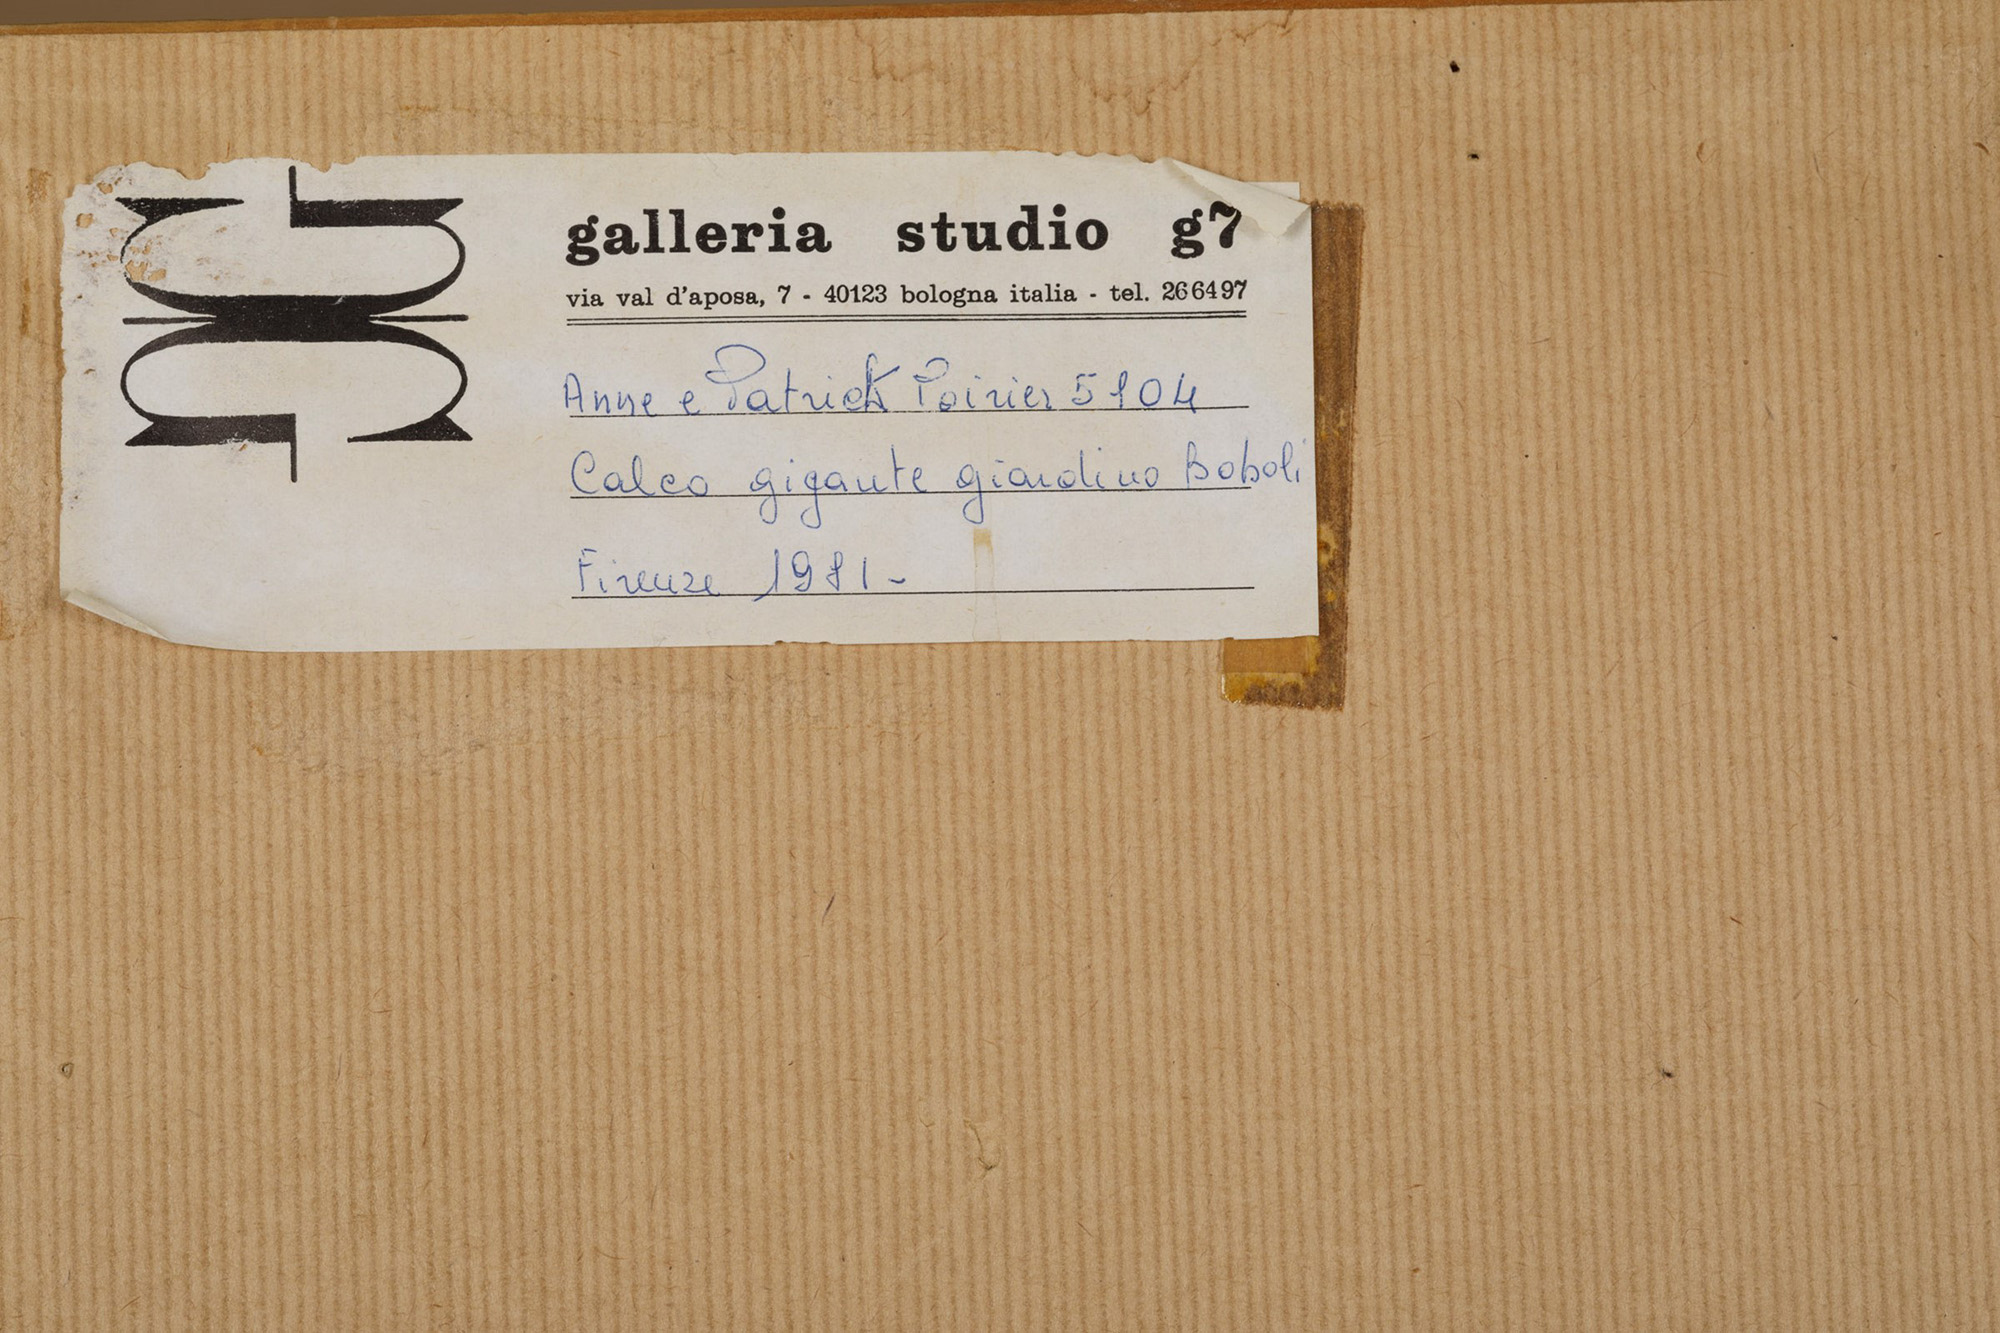 galleria studio g7
via val d'aposa, 7 - 40123 bologna italia - tel. 266497
Anne e Patrick Poirier 5104
Calco gigante giardino Boboli
Firenze 1981-